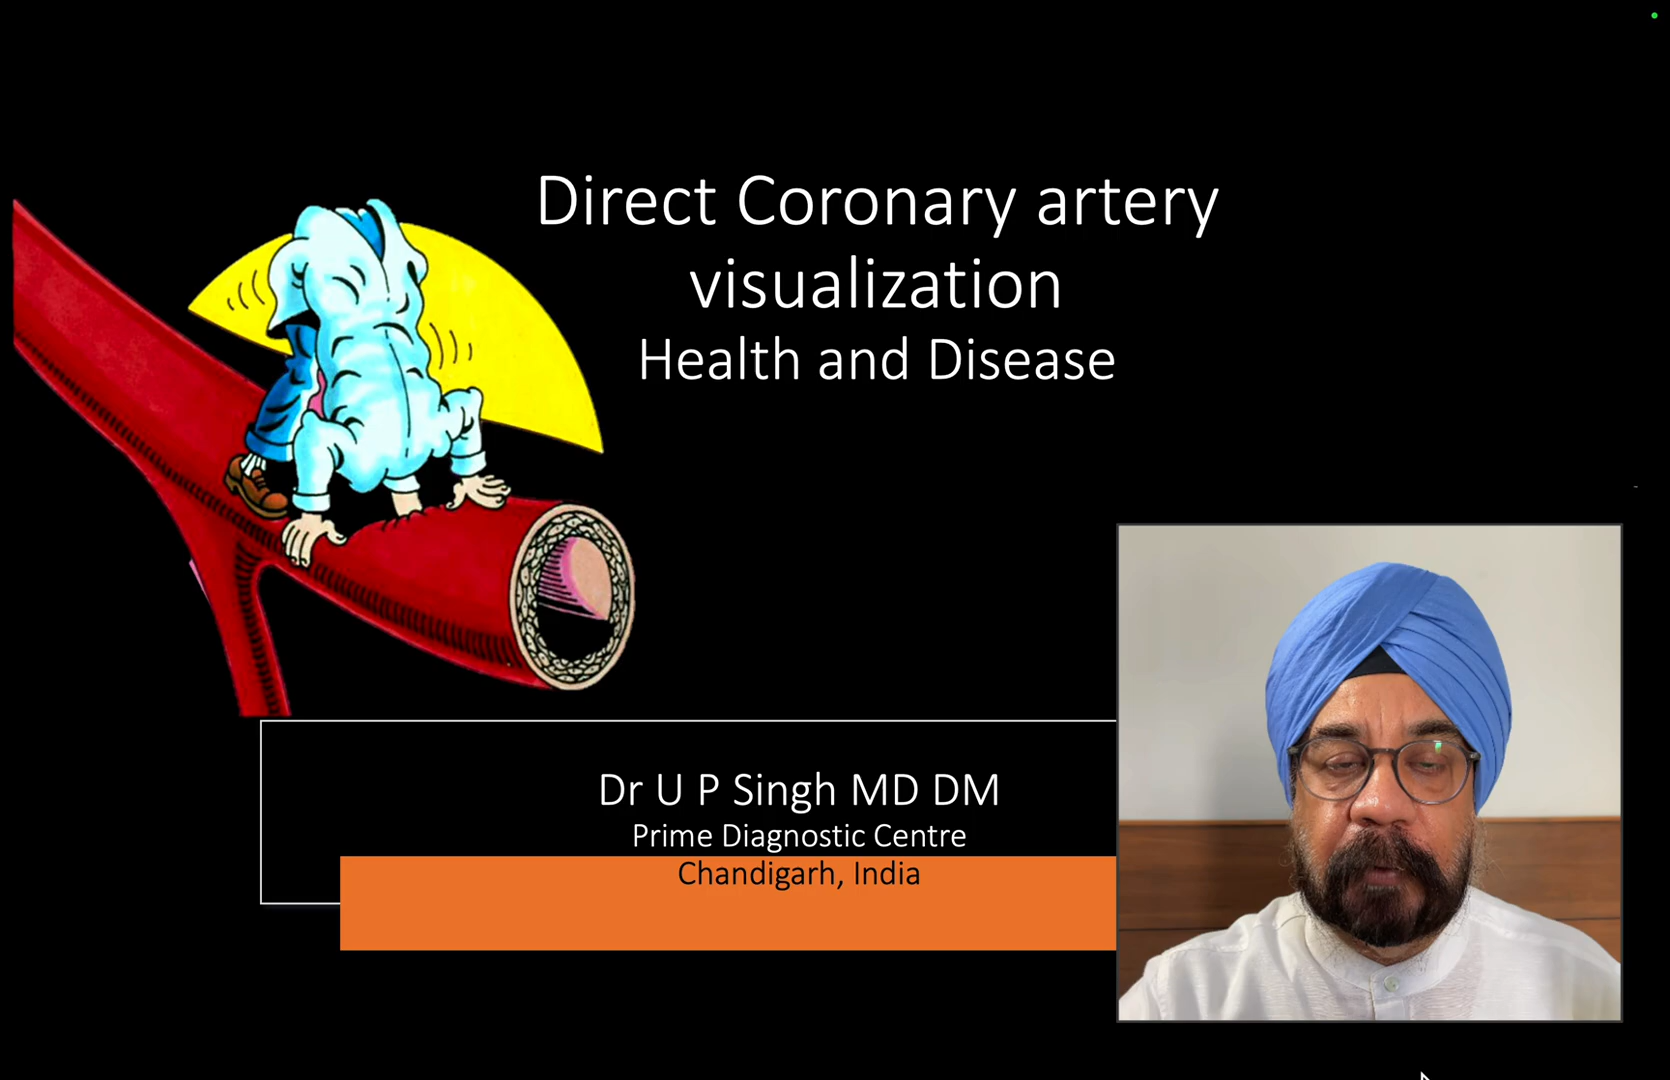 Direct Coronary artery
visualization
Health and Disease
Dr U P Singh MD DM
Prime Diagnostic Centre
Chandigarh, India